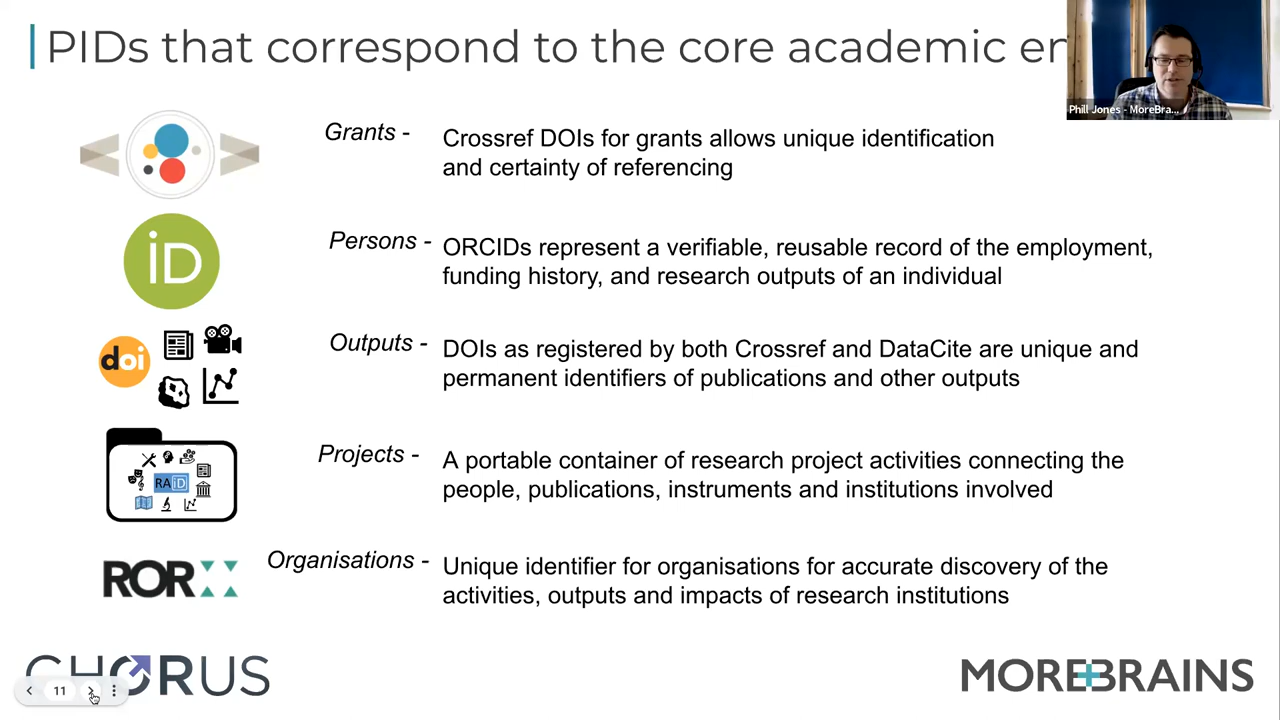 PIDs that correspond to the core academic en
Phill Jones - MoreBra...
Grants -
Crossref DOIs for grants allows unique identification
and certainty of referencing
iD
Persons -
ORCIDs represent a verifiable, reusable record of the employment,
funding history, and research outputs of an individual
doi
Outputs -
DOIs as registered by both Crossref and DataCite are unique and
permanent identifiers of publications and other outputs
RAiD
Projects -
A portable container of research project activities connecting the
people, publications, instruments and institutions involved
ROR
Organisations -
Unique identifier for organisations for accurate discovery of the
activities, outputs and impacts of research institutions
CHORUS
11
MOREBRAINS